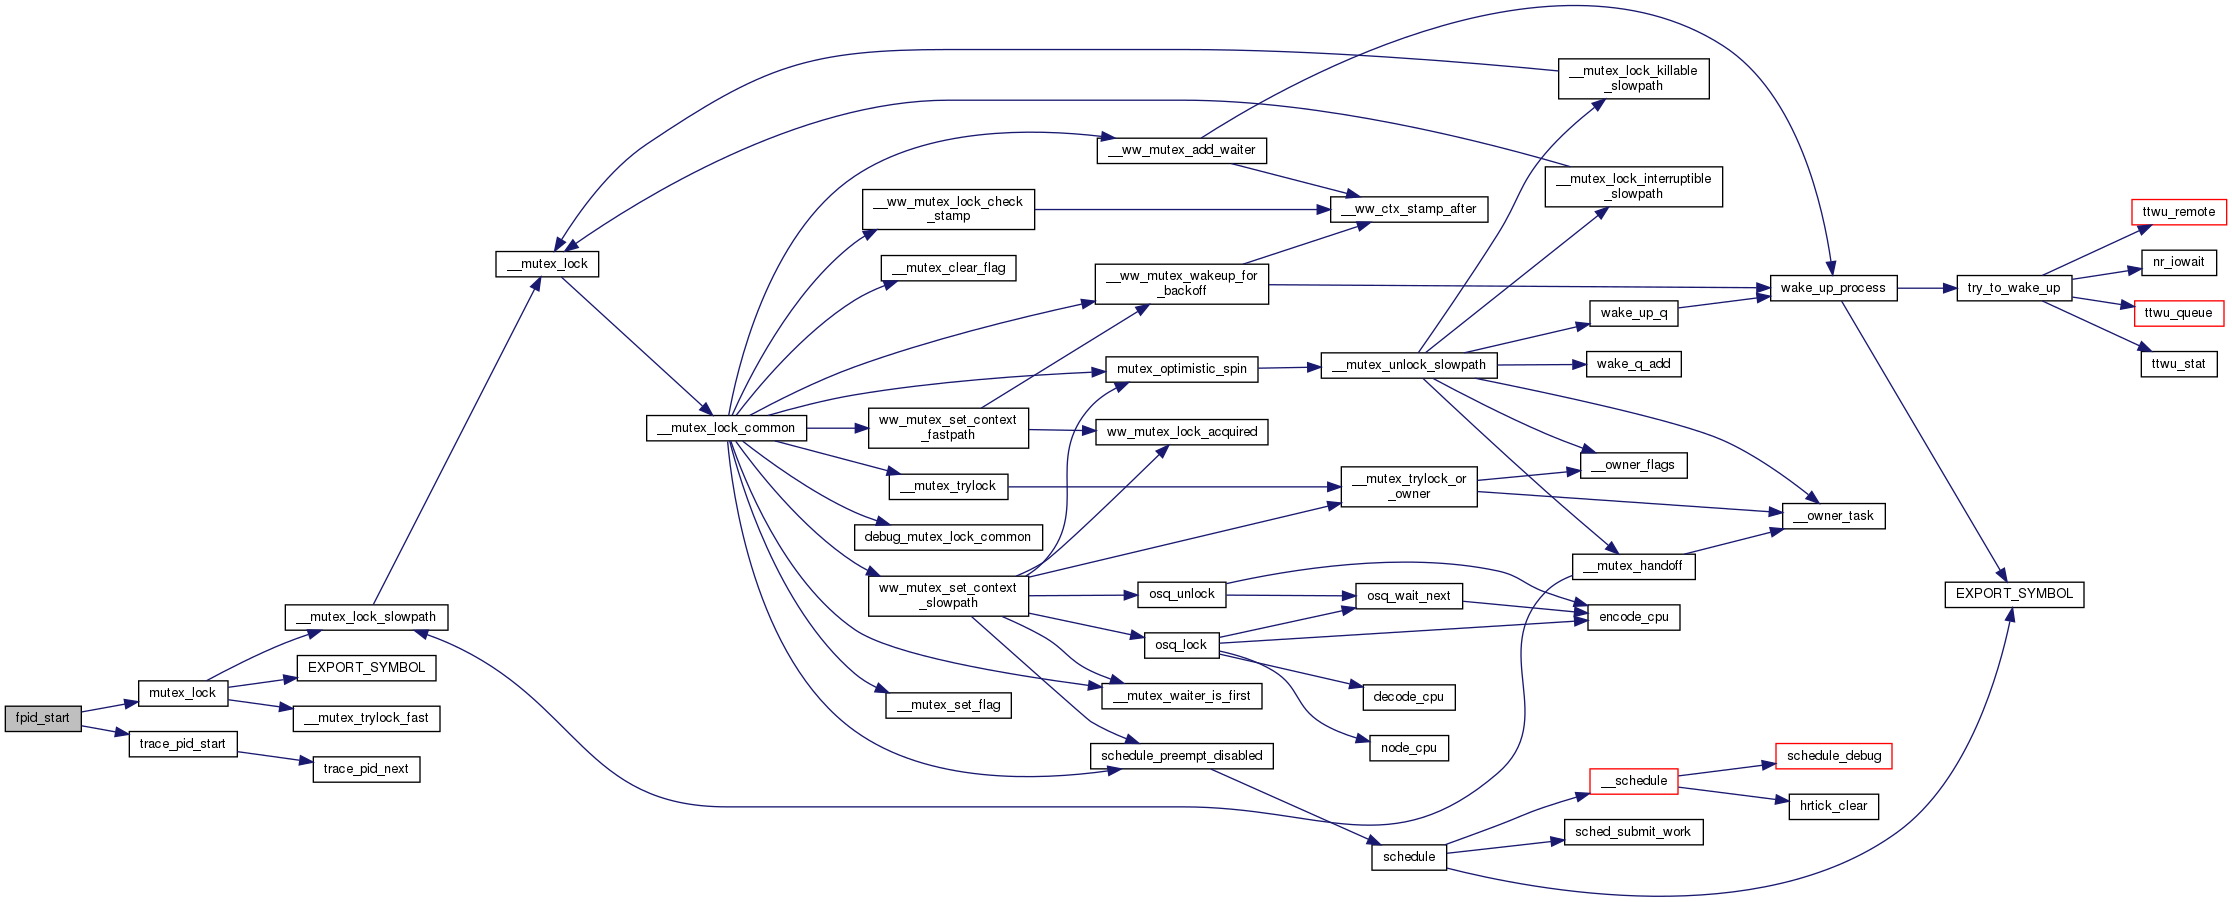 __mutex_lock_killable
_slowpath
__ww_mutex_add_waiter
__mutex_lock_interruptible
_slowpath
__ww_mutex_lock_check
_stamp
__ww_ctx_stamp_after
ttwu_remote
__mutex_lock
__mutex_clear_flag
nr_iowait
__ww_mutex_wakeup_for
_backoff
wake_up_process
try_to_wake_up
wake_up_q
ttwu_queue
mutex_optimistic_spin
__mutex_unlock_slowpath
wake_q_add
ttwu_stat
__mutex_lock_common
ww_mutex_set_context
_fastpath
ww_mutex_lock_acquired
__owner_flags
__mutex_trylock
__mutex_trylock_or
_owner
__owner_task
debug_mutex_lock_common
__mutex_handoff
ww_mutex_set_context
_slowpath
osq_unlock
osq_wait_next
EXPORT_SYMBOL
__mutex_lock_slowpath
encode_cpu
osq_lock
EXPORT_SYMBOL
mutex_lock
__mutex_waiter_is_first
decode_cpu
__mutex_set_flag
fpid_start
__mutex_trylock_fast
trace_pid_start
node_cpu
schedule_preempt_disabled
schedule_debug
trace_pid_next
__schedule
hrtick_clear
sched_submit_work
schedule